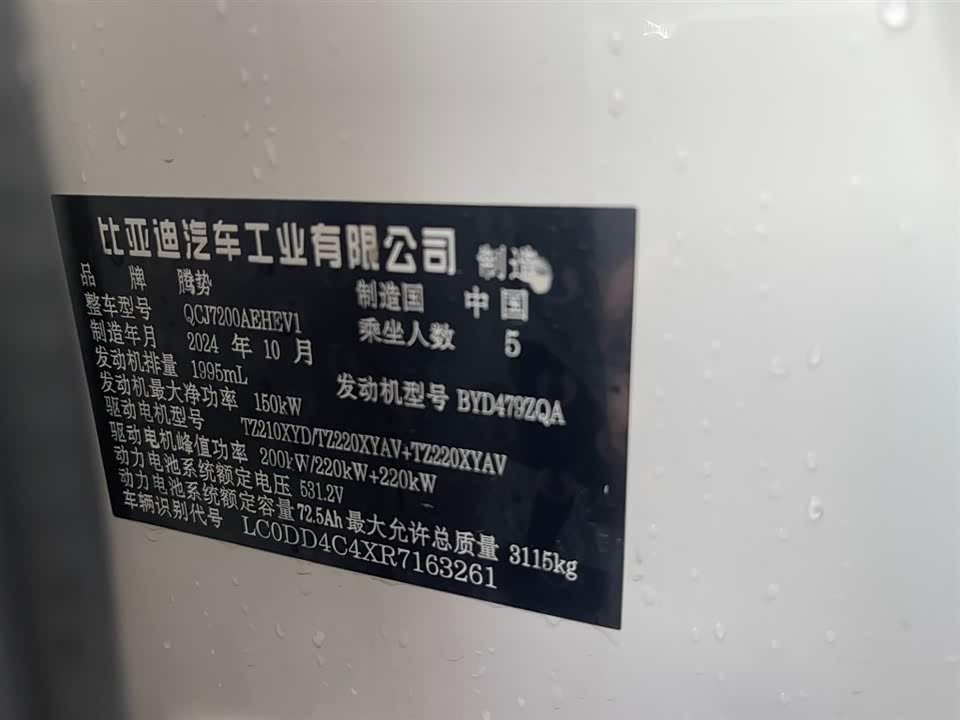 比亚迪汽车工业有限公司 制造
品牌 腾势 制造国 中国
整车型号 QCJ7200AEHEV1 乘坐人数 5
制造年月 2024 年 10 月
发动机排量 1995mL 发动机型号 BYD479ZQA
发动机最大净功率 150kW
驱动电机型号 TZ210XYD/TZ220XYAV+TZ220XYAV
驱动电机峰值功率 200kW/220kW+220kW
动力电池系统额定电压 531.2V
动力电池系统额定容量 72.5Ah 最大允许总质量 3115kg
车辆识别代号 LC0DD4C4XR7163261